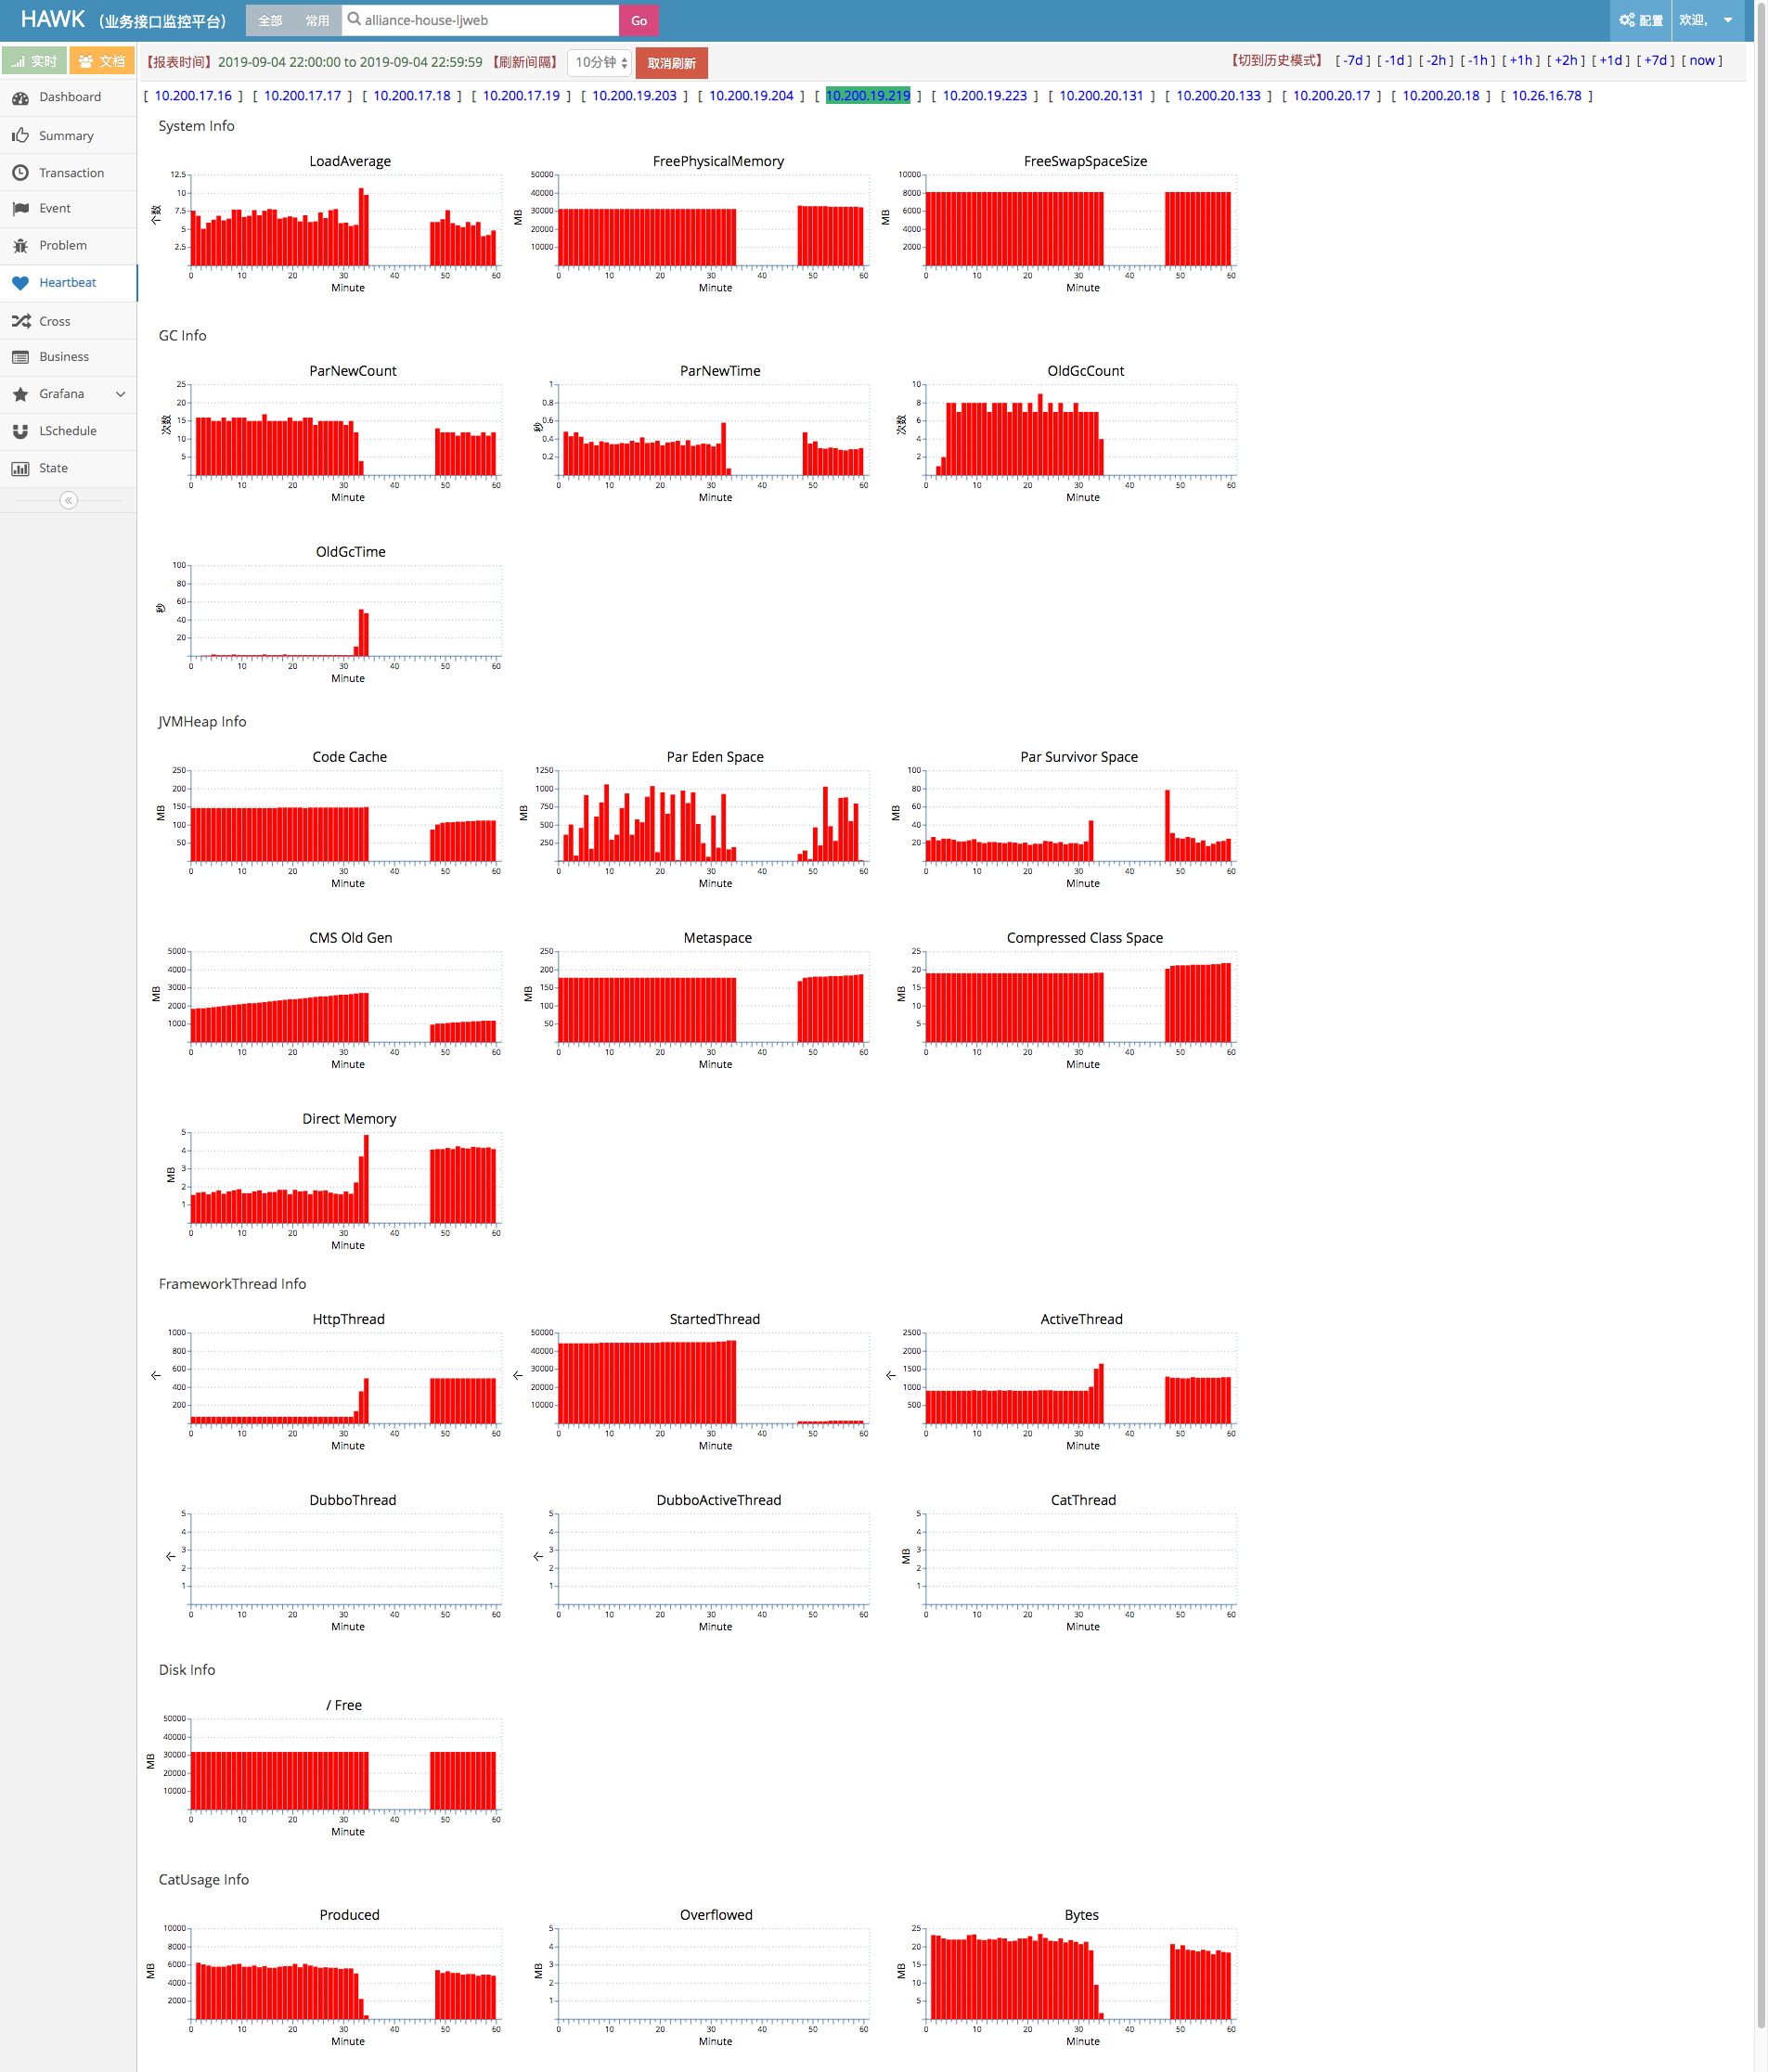 HAWK （业务接口监控平台） 全部 常用 alliance-house-ljweb Go 配置 欢迎,
实时 文档 【报表时间】2019-09-04 22:00:00 to 2019-09-04 22:59:59 【刷新间隔】 10分钟 取消刷新 【切到历史模式】 [ -7d ] [ -1d ] [ -2h ] [ -1h ] [ +1h ] [ +2h ] [ +1d ] [ +7d ] [ now ]
[ 10.200.17.16 ] [ 10.200.17.17 ] [ 10.200.17.18 ] [ 10.200.17.19 ] [ 10.200.19.203 ] [ 10.200.19.204 ] [ 10.200.19.219 ] [ 10.200.19.223 ] [ 10.200.20.131 ] [ 10.200.20.133 ] [ 10.200.20.17 ] [ 10.200.20.18 ] [ 10.26.16.78 ]
Dashboard
Summary
Transaction
Event
Problem
Heartbeat
Cross
Business
Grafana
LSchedule
State
System Info
LoadAverage
12.5
10
7.5
5
2.5
个数
0 10 20 30 40 50 60
Minute
FreePhysicalMemory
50000
40000
30000
20000
10000
MB
0 10 20 30 40 50 60
Minute
FreeSwapSpaceSize
10000
8000
6000
4000
2000
MB
0 10 20 30 40 50 60
Minute
GC Info
ParNewCount
25
20
15
10
5
次数
0 10 20 30 40 50 60
Minute
ParNewTime
1
0.8
0.6
0.4
0.2
秒
0 10 20 30 40 50 60
Minute
OldGcCount
10
8
6
4
2
次数
0 10 20 30 40 50 60
Minute
OldGcTime
100
80
60
40
20
秒
0 10 20 30 40 50 60
Minute
JVMHeap Info
Code Cache
250
200
150
100
50
MB
0 10 20 30 40 50 60
Minute
Par Eden Space
1250
1000
750
500
250
MB
0 10 20 30 40 50 60
Minute
Par Survivor Space
100
80
60
40
20
MB
0 10 20 30 40 50 60
Minute
CMS Old Gen
5000
4000
3000
2000
1000
MB
0 10 20 30 40 50 60
Minute
Metaspace
250
200
150
100
50
MB
0 10 20 30 40 50 60
Minute
Compressed Class Space
25
20
15
10
5
MB
0 10 20 30 40 50 60
Minute
Direct Memory
5
4
3
2
1
MB
0 10 20 30 40 50 60
Minute
FrameworkThread Info
HttpThread
1000
800
600
400
200
个
0 10 20 30 40 50 60
Minute
StartedThread
50000
40000
30000
20000
10000
个
0 10 20 30 40 50 60
Minute
ActiveThread
2500
2000
1500
1000
500
个
0 10 20 30 40 50 60
Minute
DubboThread
5
4
3
2
1
个
0 10 20 30 40 50 60
Minute
DubboActiveThread
5
4
3
2
1
个
0 10 20 30 40 50 60
Minute
CatThread
5
4
3
2
1
MB
0 10 20 30 40 50 60
Minute
Disk Info
/ Free
50000
40000
30000
20000
10000
MB
0 10 20 30 40 50 60
Minute
CatUsage Info
Produced
10000
8000
6000
4000
2000
MB
0 10 20 30 40 50 60
Minute
Overflowed
5
4
3
2
1
MB
0 10 20 30 40 50 60
Minute
Bytes
25
20
15
10
5
MB
0 10 20 30 40 50 60
Minute